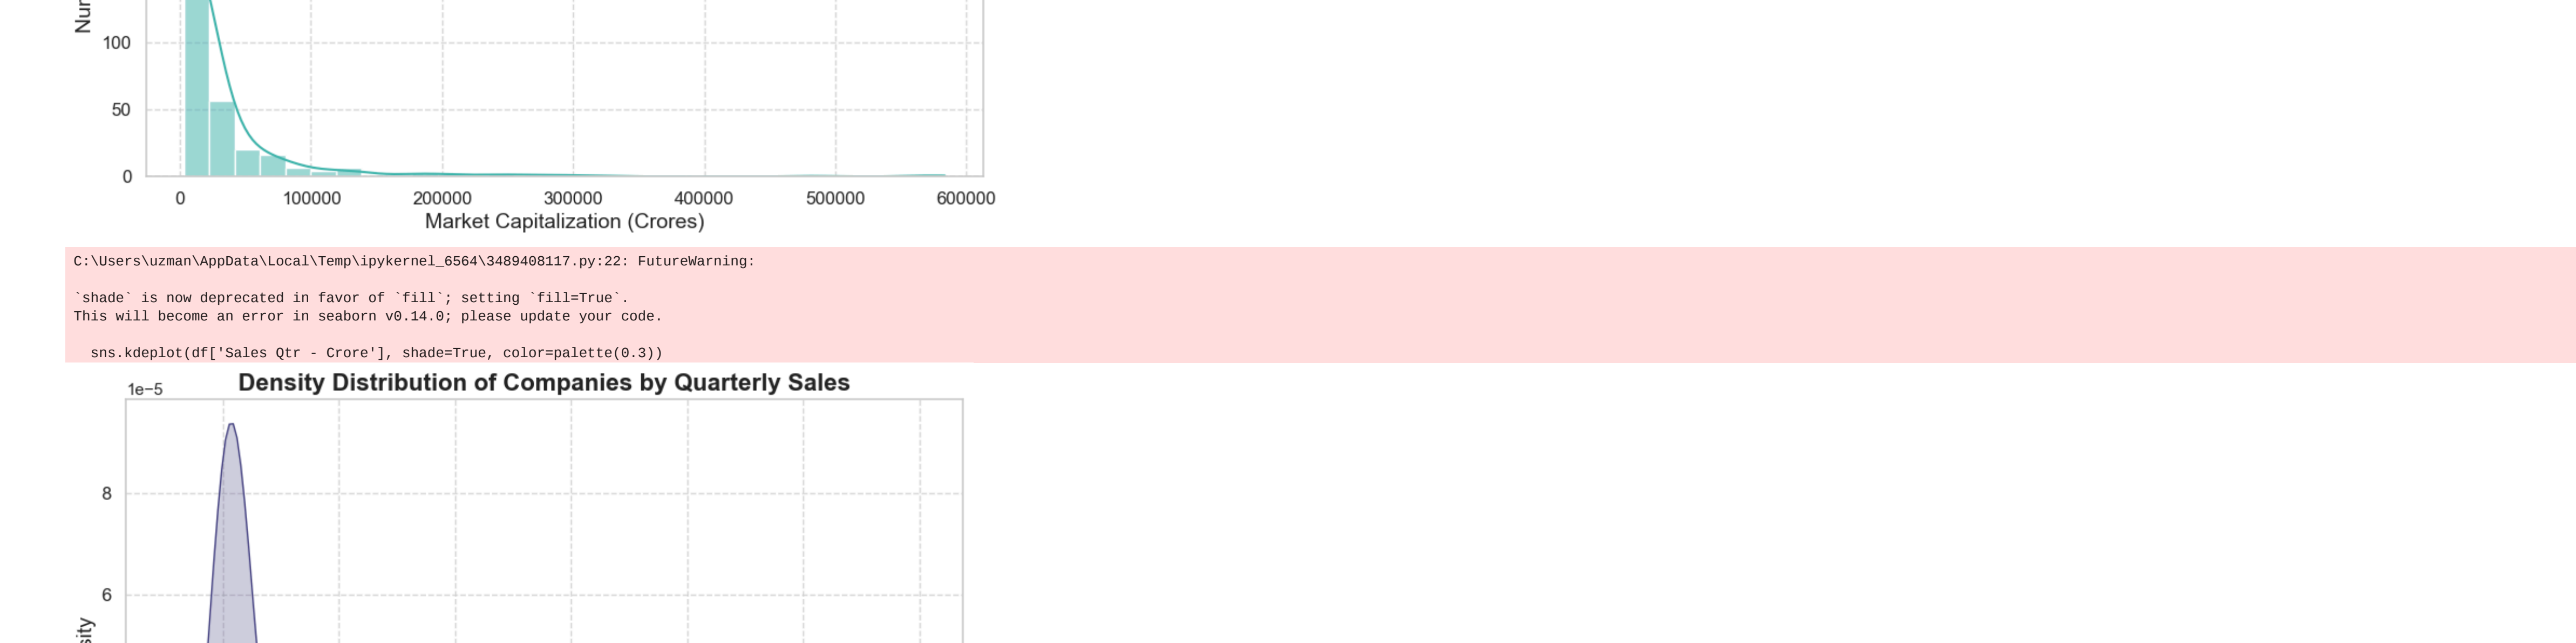 100
50
0
0 100000 200000 300000 400000 500000 600000
Market Capitalization (Crores)
C:\Users\uzman\AppData\Local\Temp\ipykernel_6564\3489408117.py:22: FutureWarning:
`shade` is now deprecated in favor of `fill`; setting `fill=True`.
This will become an error in seaborn v0.14.0; please update your code.
sns.kdeplot(df['Sales Qtr - Crore'], shade=True, color=palette(0.3))
Density Distribution of Companies by Quarterly Sales
1e−5
8
6